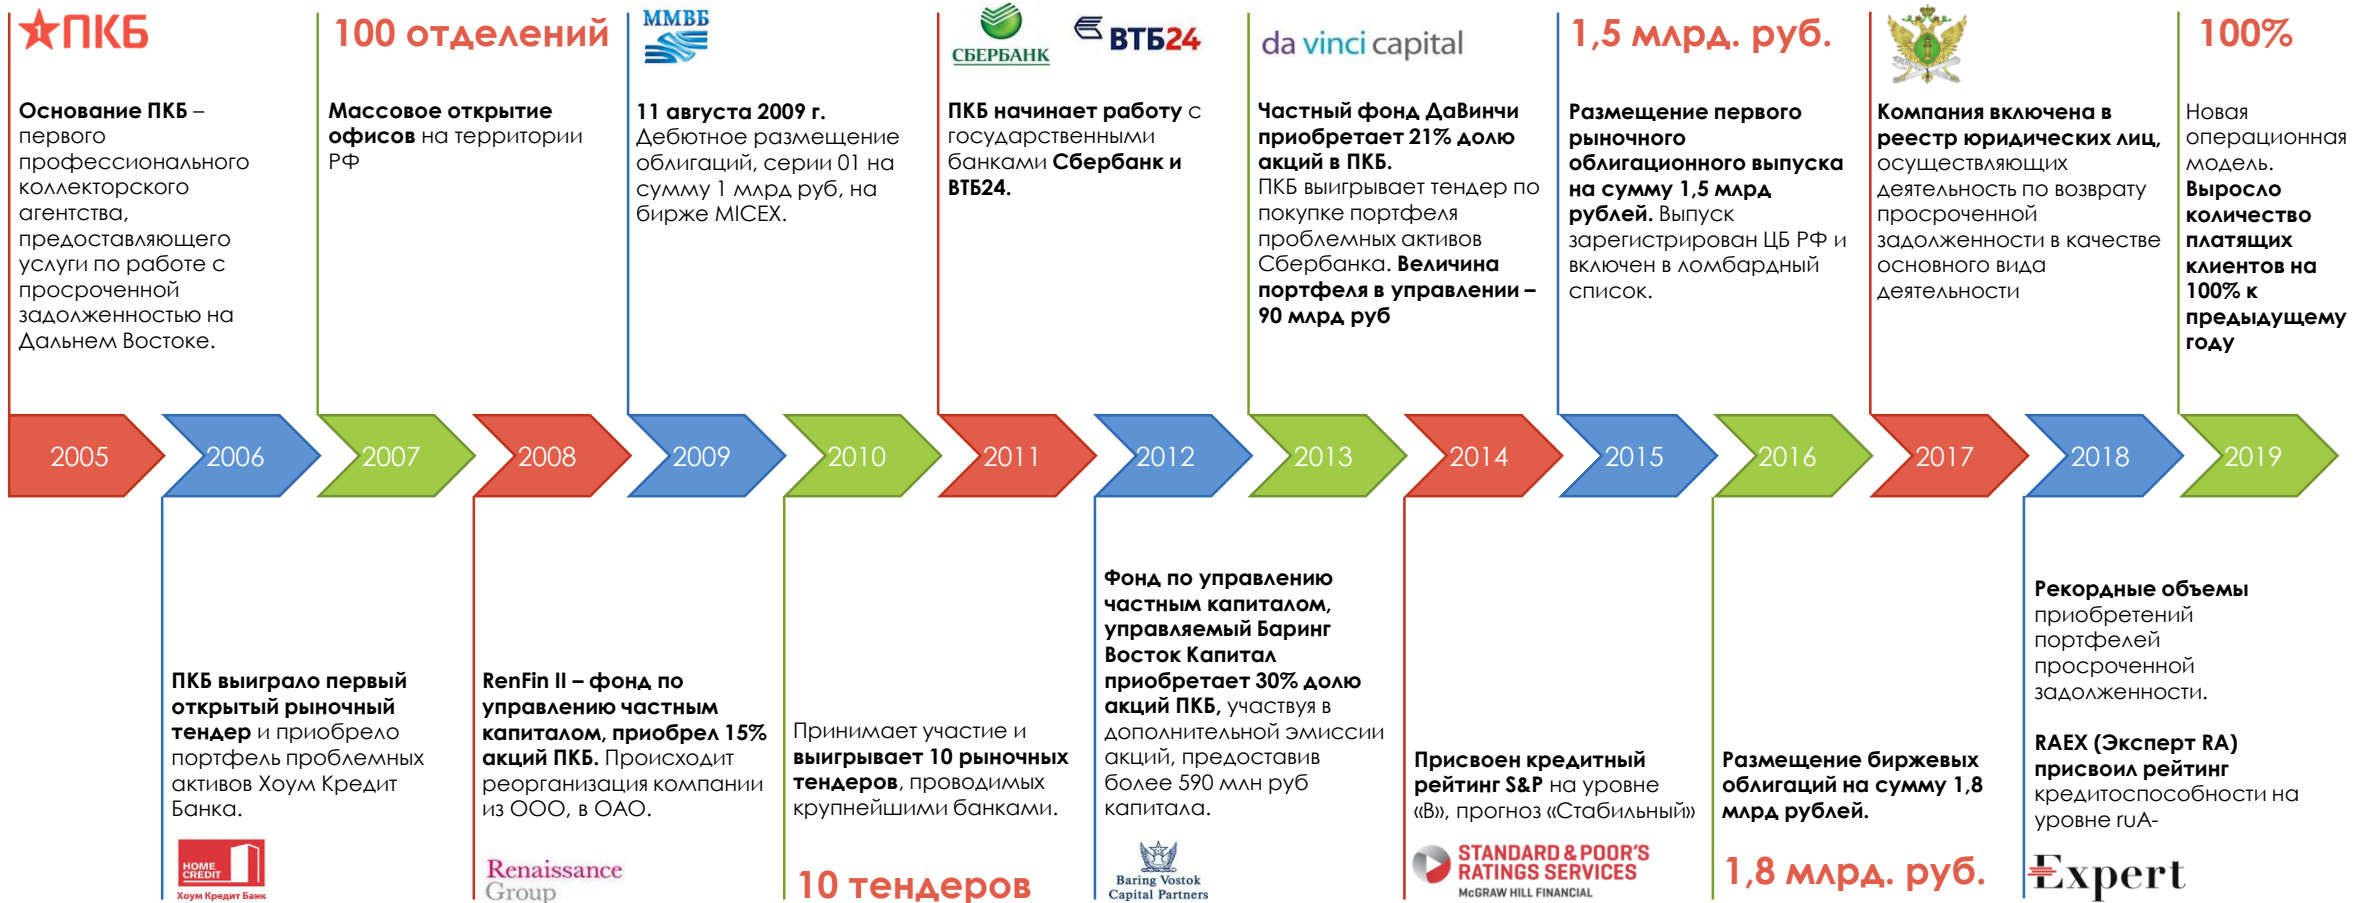 1
ПКБ
Основание ПКБ –
первого
профессионального
коллекторского
агентства,
предоставляющего
услуги по работе с
просроченной
задолженностью на
Дальнем Востоке.
100 отделений
Массовое открытие
офисов на территории
РФ
ММВБ
11 августа 2009 г.
Дебютное размещение
облигаций, серии 01 на
сумму 1 млрд руб, на
бирже MICEX.
СБЕРБАНК
ВТБ24
ПКБ начинает работу с
государственными
банками Сбербанк и
ВТБ24.
da vinci capital
Частный фонд ДаВинчи
приобретает 21% долю
акций в ПКБ.
ПКБ выигрывает тендер по
покупке портфеля
проблемных активов
Сбербанка. Величина
портфеля в управлении –
90 млрд руб
1,5 млрд. руб.
Размещение первого
рыночного
облигационного выпуска
на сумму 1,5 млрд
рублей. Выпуск
зарегистрирован ЦБ РФ и
включен в ломбардный
список.
Компания включена в
реестр юридических лиц,
осуществляющих
деятельность по возврату
просроченной
задолженности в качестве
основного вида
деятельности
100%
Новая
операционная
модель.
Выросло
количество
платящих
клиентов на
100% к
предыдущему
году
2005
2006
2007
2008
2009
2010
2011
2012
2013
2014
2015
2016
2017
2018
2019
ПКБ выиграло первый
открытый рыночный
тендер и приобрело
портфель проблемных
активов Хоум Кредит
Банка.
HOME
CREDIT
Хоум Кредит Банк
RenFin II – фонд по
управлению частным
капиталом, приобрел 15%
акций ПКБ. Происходит
реорганизация компании
из ООО, в ОАО.
Renaissance
Group
Принимает участие и
выигрывает 10 рыночных
тендеров, проводимых
крупнейшими банками.
10 тендеров
Фонд по управлению
частным капиталом,
управляемый Баринг
Восток Капитал
приобретает 30% долю
акций ПКБ, участвуя в
дополнительной эмиссии
акций, предоставив
более 590 млн руб
капитала.
Baring Vostok
Capital Partners
Присвоен кредитный
рейтинг S&P на уровне
«B», прогноз «Стабильный»
STANDARD & POOR'S
RATINGS SERVICES
McGRAW HILL FINANCIAL
Размещение биржевых
облигаций на сумму 1,8
млрд рублей.
1,8 млрд. руб.
Рекордные объемы
приобретений
портфелей
просроченной
задолженности.
RAEX (Эксперт RA)
присвоил рейтинг
кредитоспособности на
уровне ruA-
Expert